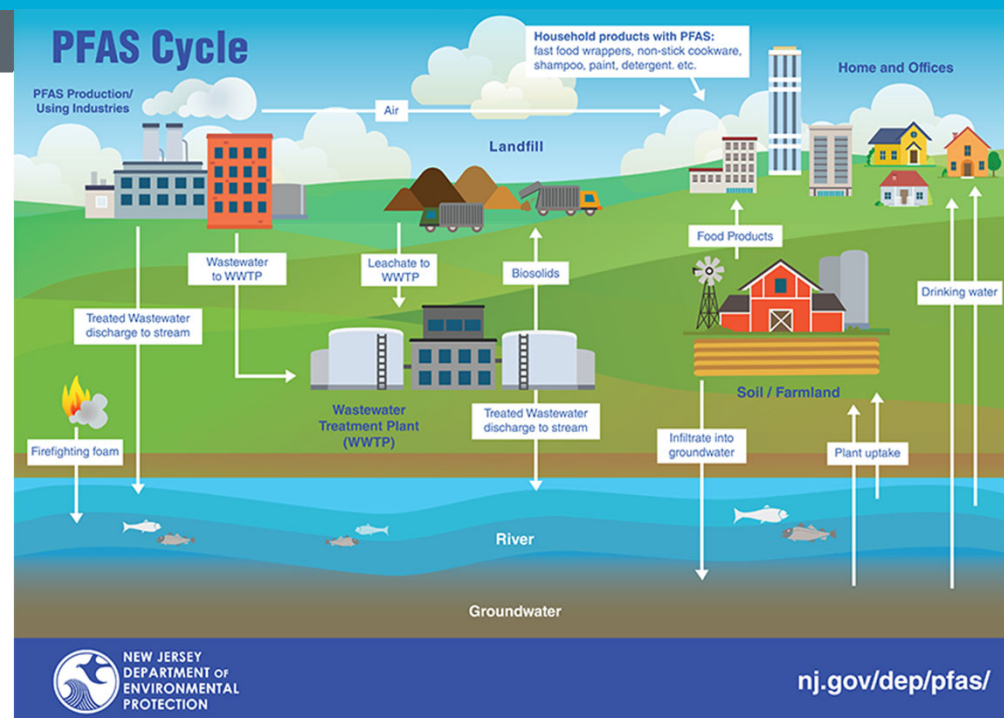 PFAS Cycle
PFAS Production/
Using Industries
Air
Household products with PFAS:
fast food wrappers, non-stick cookware,
shampoo, paint, detergent. etc.
Home and Offices
Landfill
Wastewater
to WWTP
Leachate to
WWTP
Biosolids
Food Products
Drinking water
Treated Wastewater
discharge to stream
Soil / Farmland
Wastewater
Treatment Plant
(WWTP)
Treated Wastewater
discharge to stream
Firefighting foam
Infiltrate into
groundwater
Plant uptake
River
Groundwater
NEW JERSEY
DEPARTMENT OF
ENVIRONMENTAL
PROTECTION
nj.gov/dep/pfas/